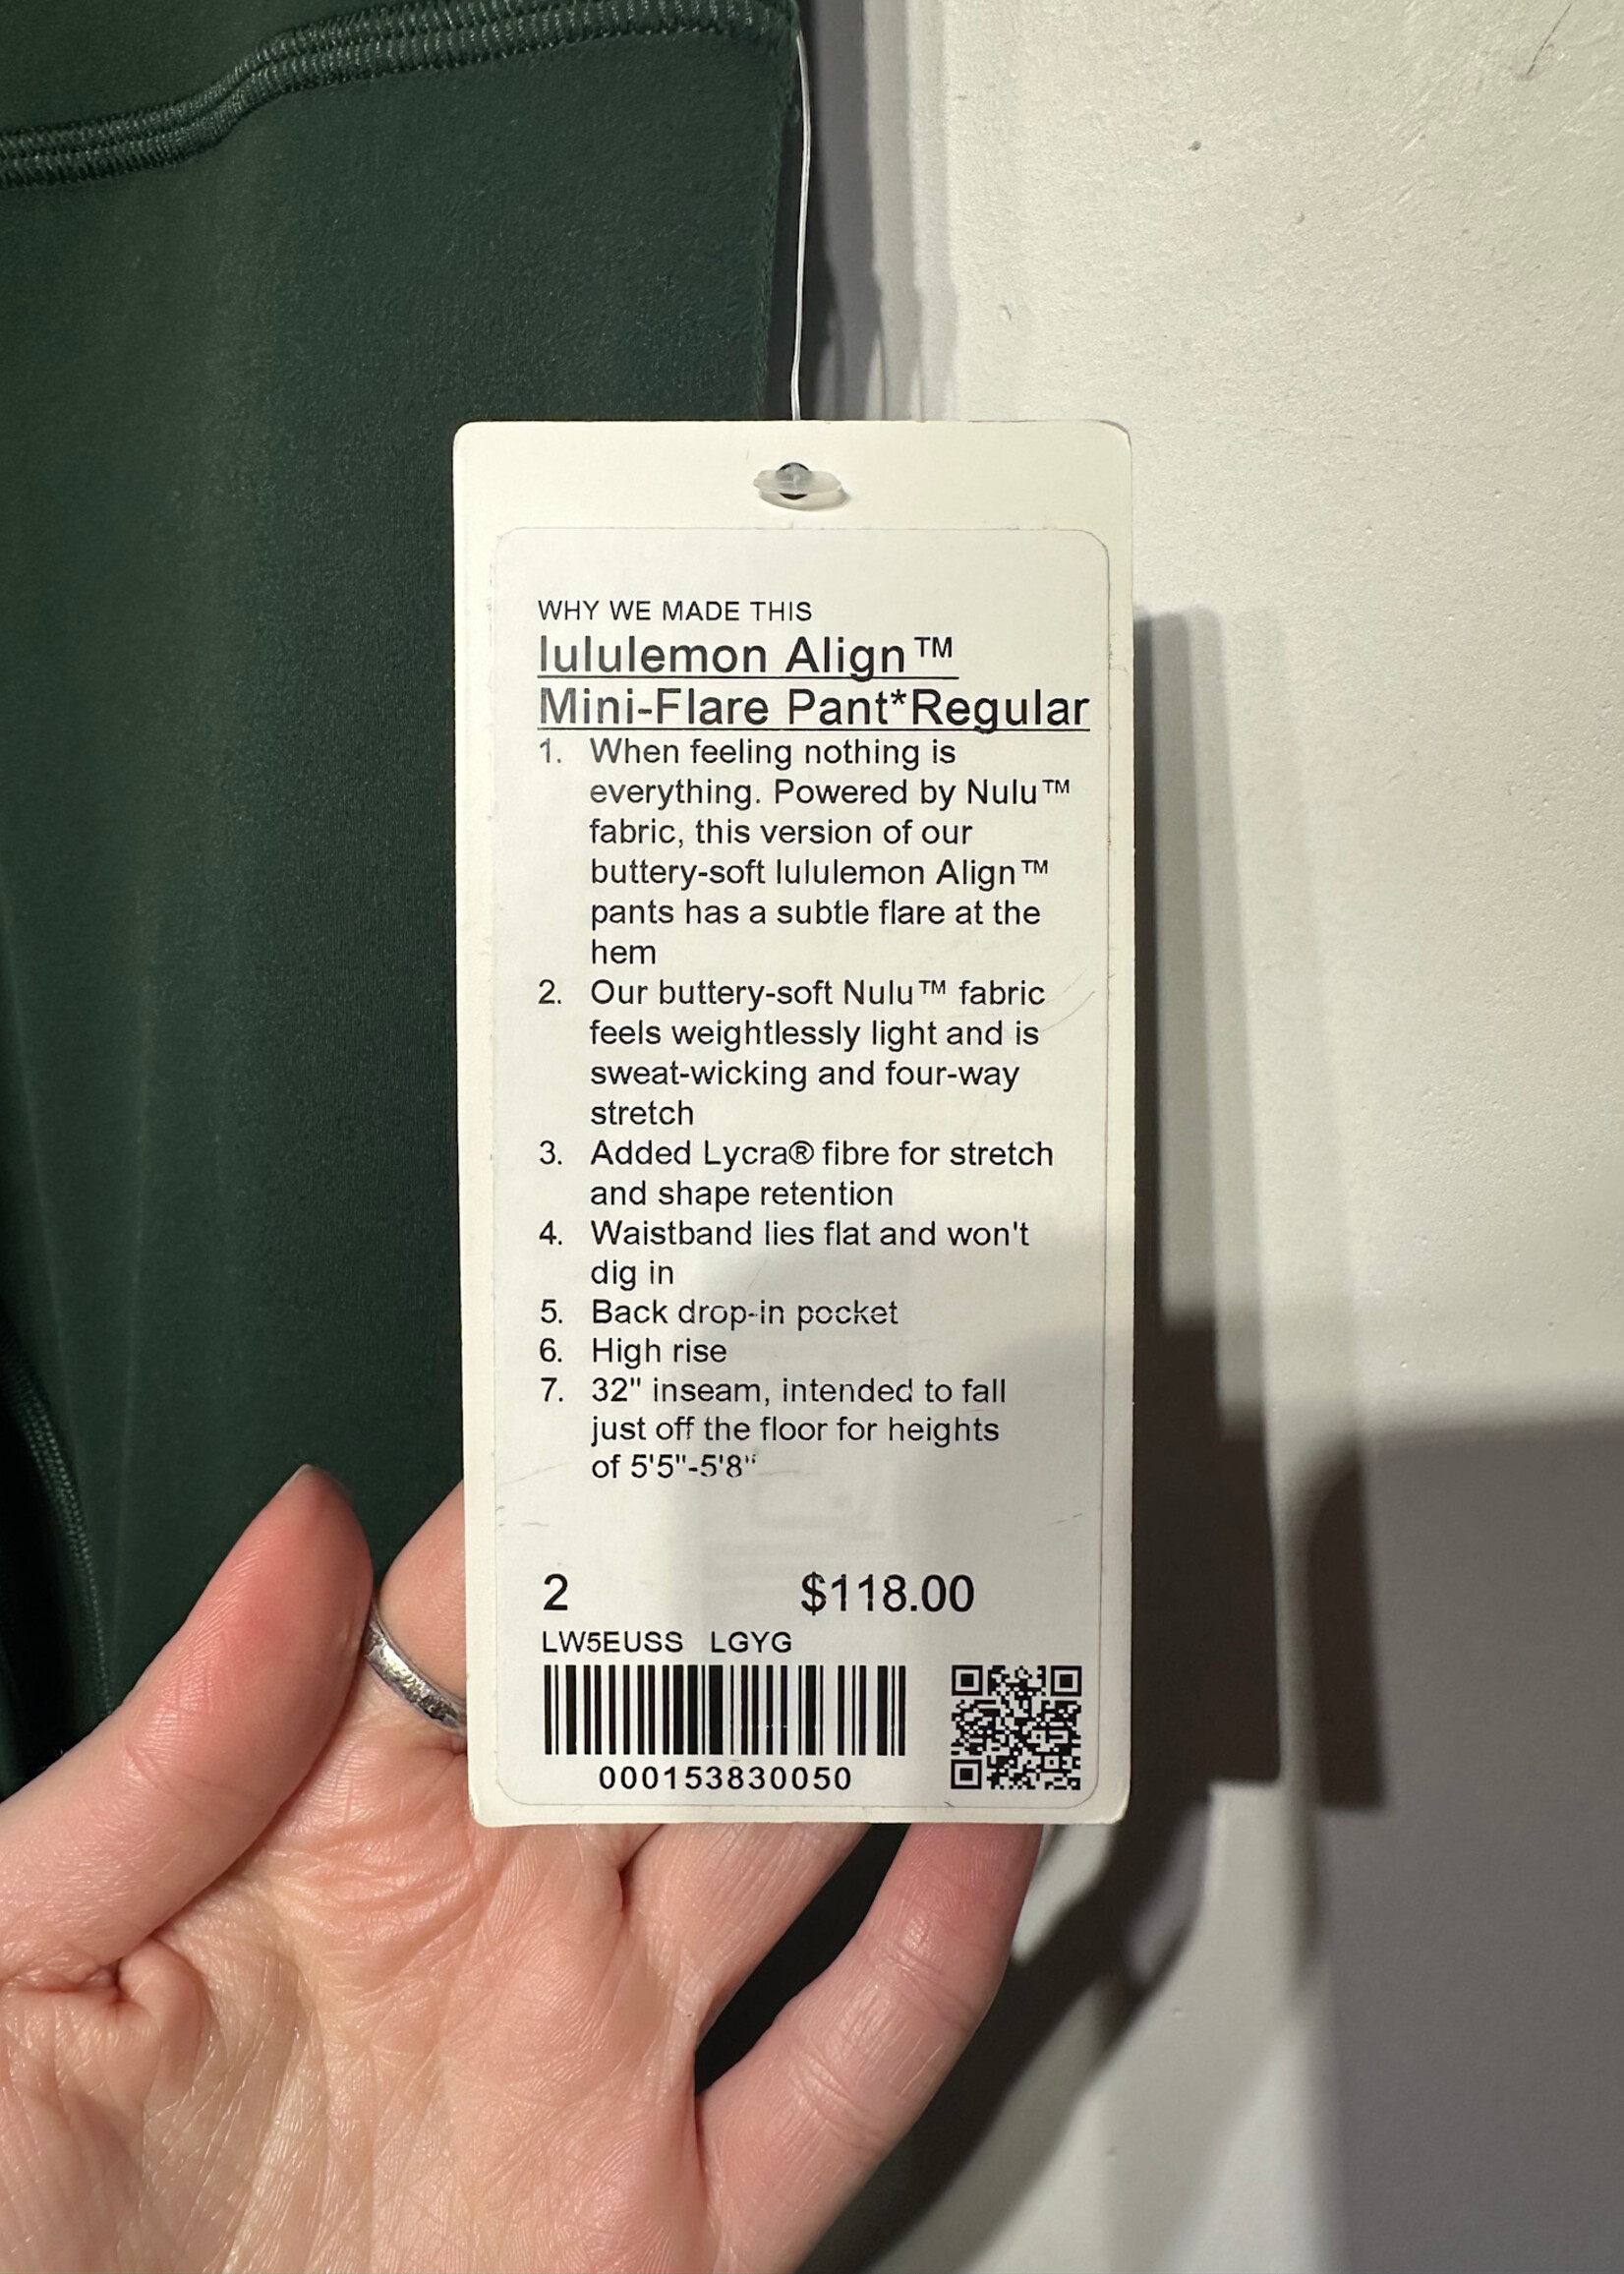 WHY WE MADE THIS
lululemon Align™
Mini-Flare Pant*Regular
1. When feeling nothing is
everything. Powered by Nulu™
fabric, this version of our
buttery-soft lululemon Align™
pants has a subtle flare at the
hem
2. Our buttery-soft Nulu™ fabric
feels weightlessly light and is
sweat-wicking and four-way
stretch
3. Added Lycra® fibre for stretch
and shape retention
4. Waistband lies flat and won't
dig in
5. Back drop-in pocket
6. High rise
7. 32" inseam, intended to fall
just off the floor for heights
of 5'5"-5'8"
2 $118.00
LW5EUSS LGYG
000153830050